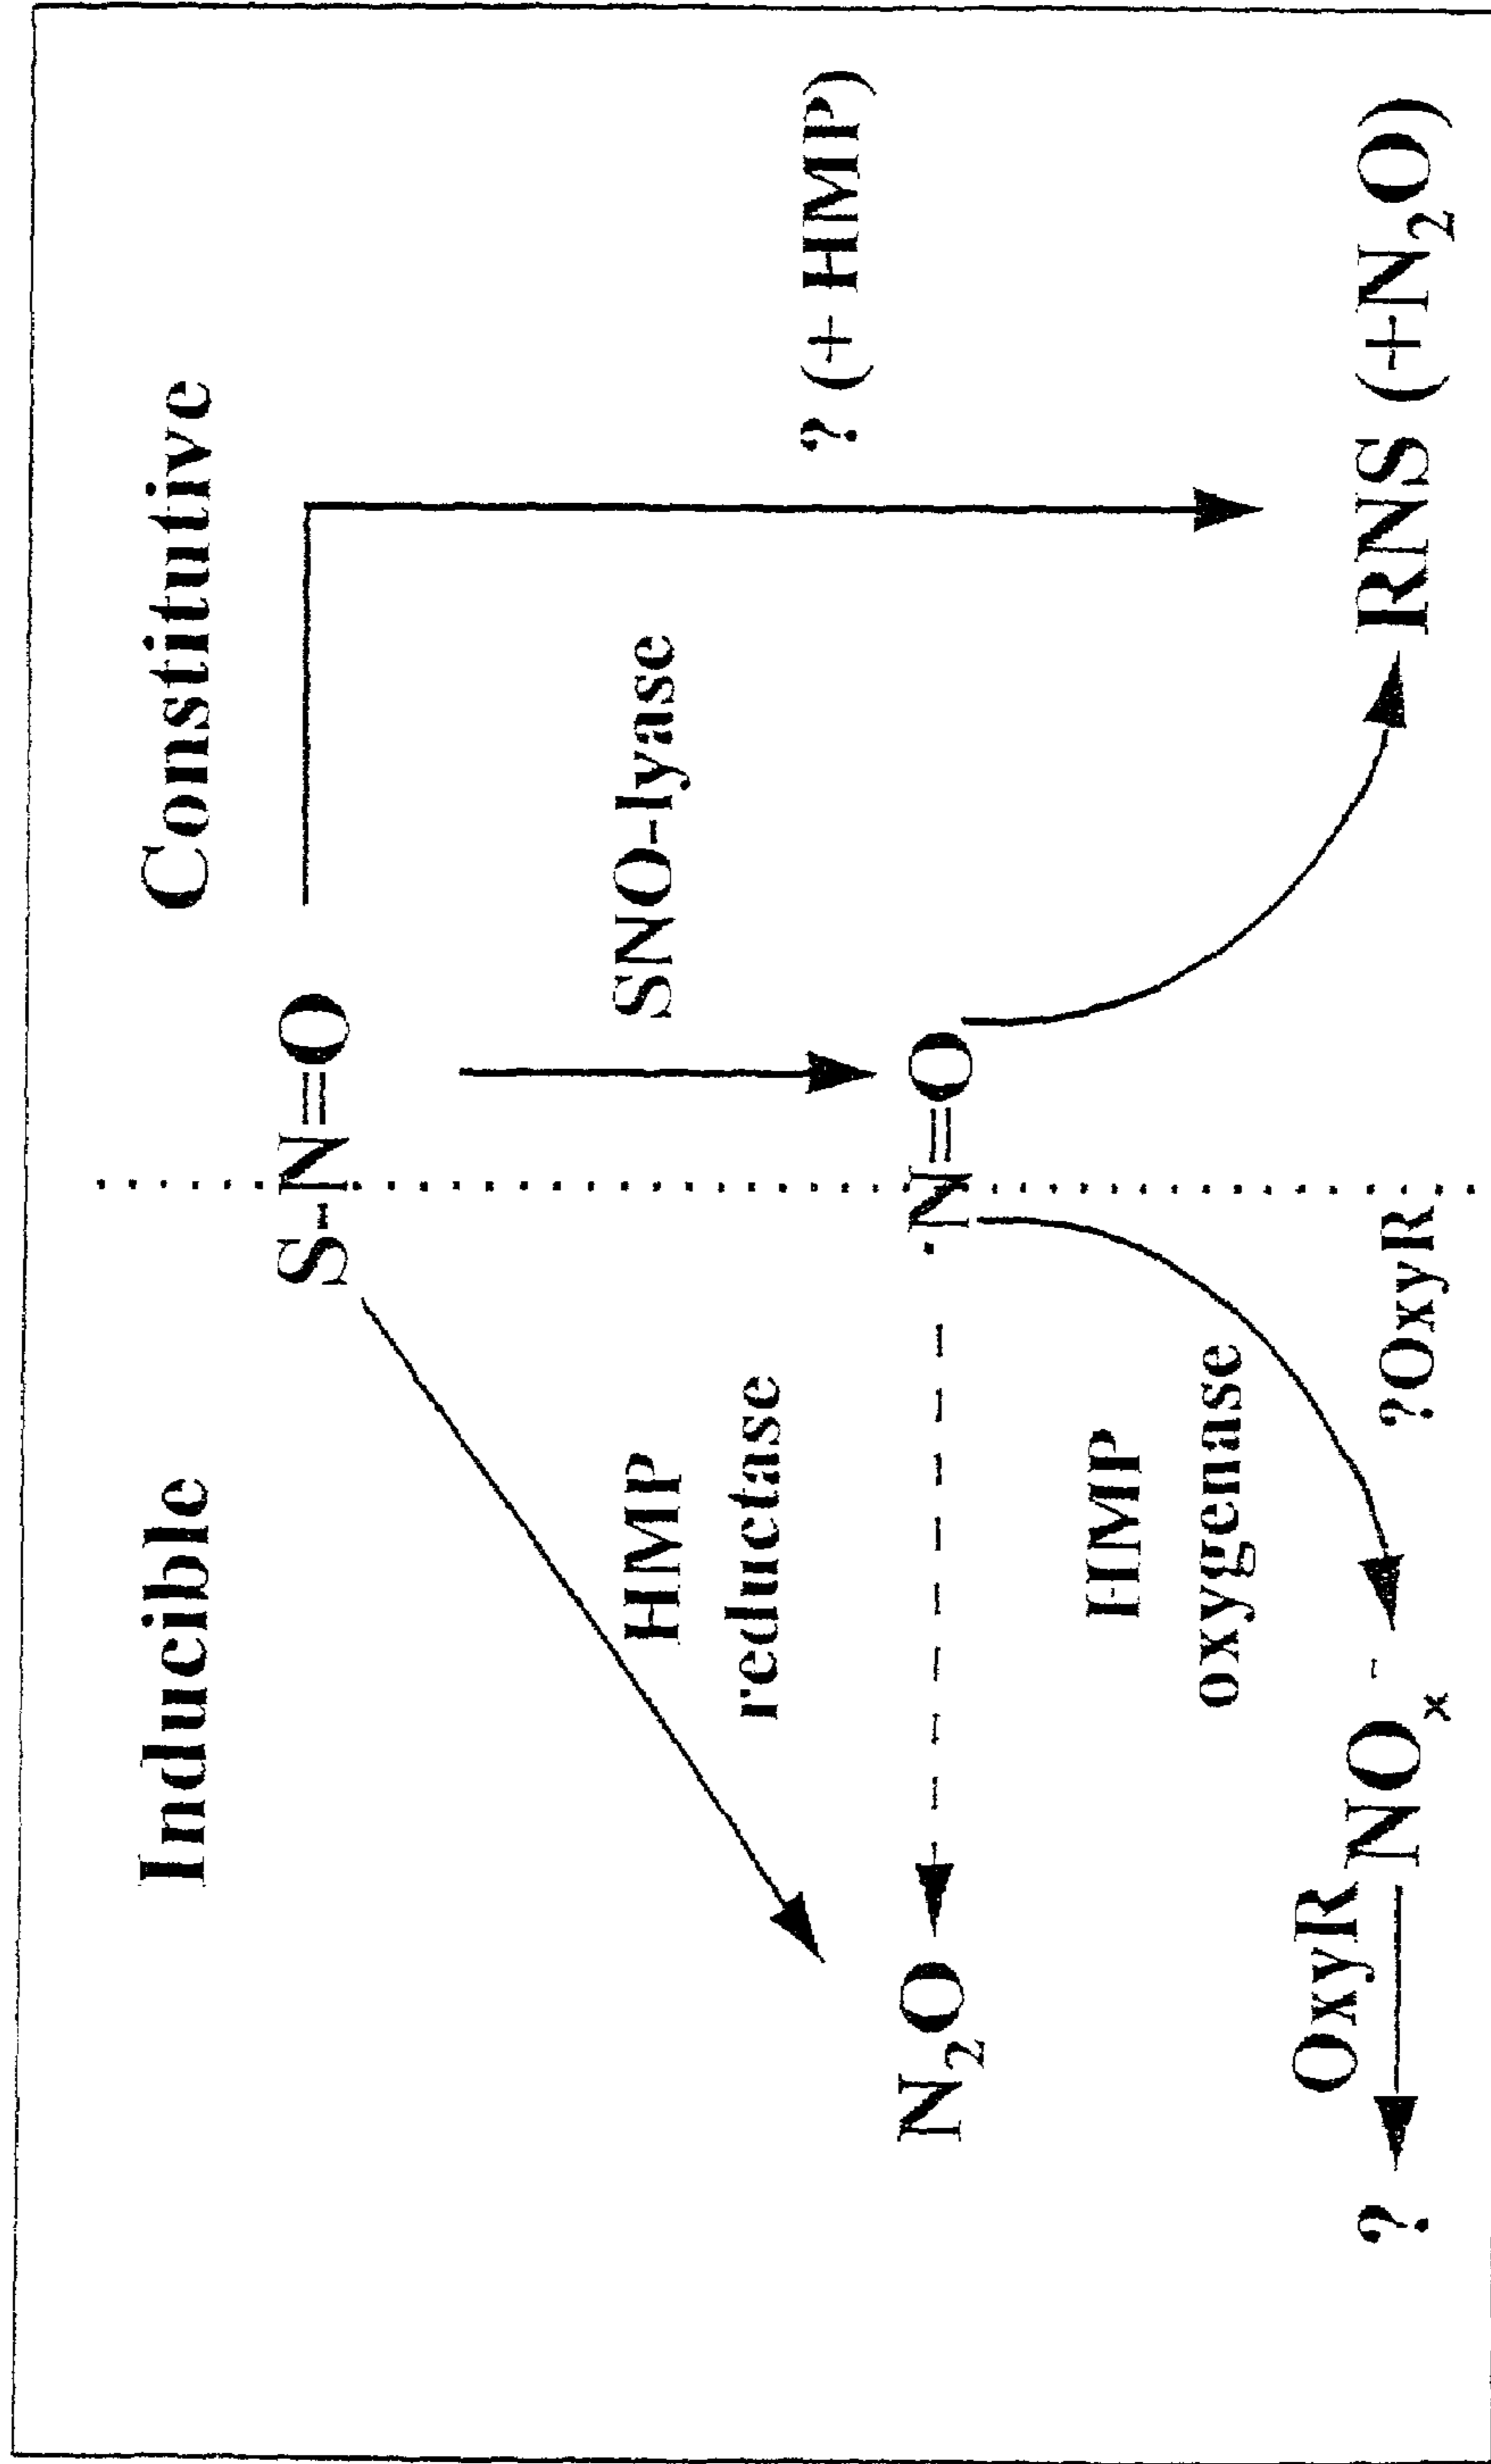 Inducible Constitutive
S-N=O
HMP
reductase
SNO-lyase
? (+ HMP)
N₂O
·N=O
HMP
oxygenase
OxyR
?OxyR
?
NOₓ⁻
RNS (+N₂O)